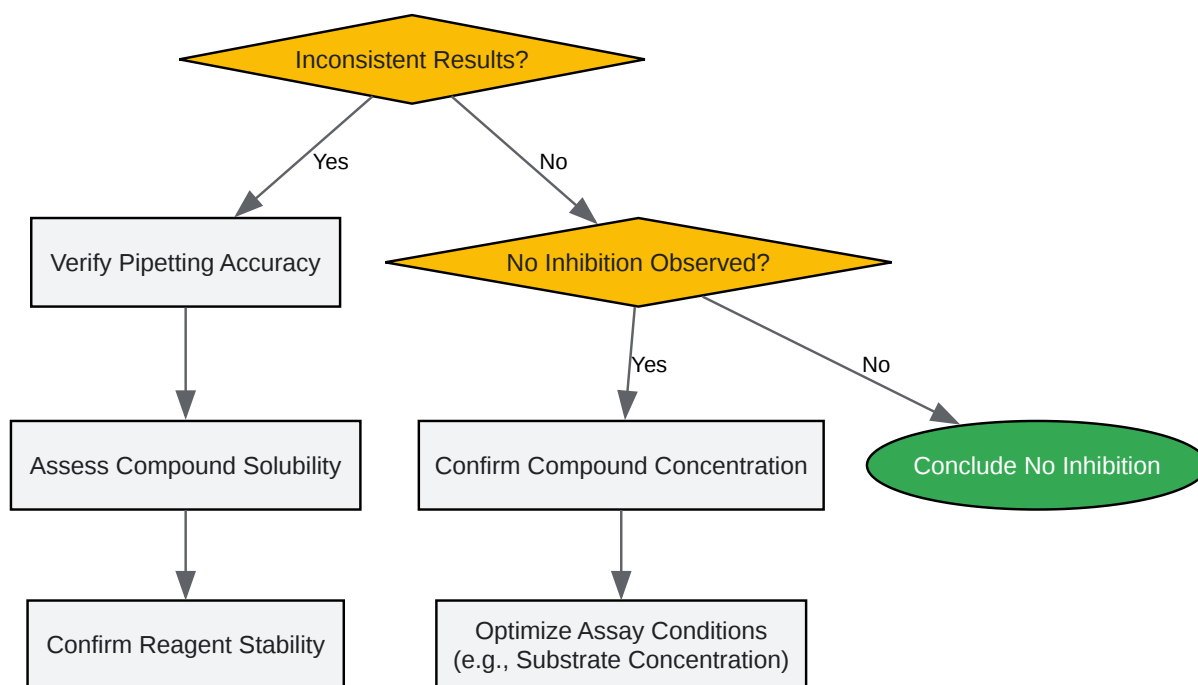 Inconsistent Results?
Yes
No
Verify Pipetting Accuracy
No Inhibition Observed?
Yes
No
Assess Compound Solubility
Confirm Compound Concentration
Conclude No Inhibition
Confirm Reagent Stability
Optimize Assay Conditions
(e.g., Substrate Concentration)